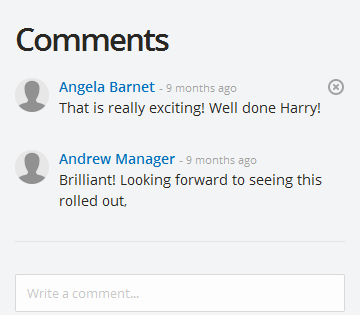 Comments
Angela Barnet - 9 months ago
That is really exciting! Well done Harry!
Andrew Manager - 9 months ago
Brilliant! Looking forward to seeing this
rolled out,
Write a comment...